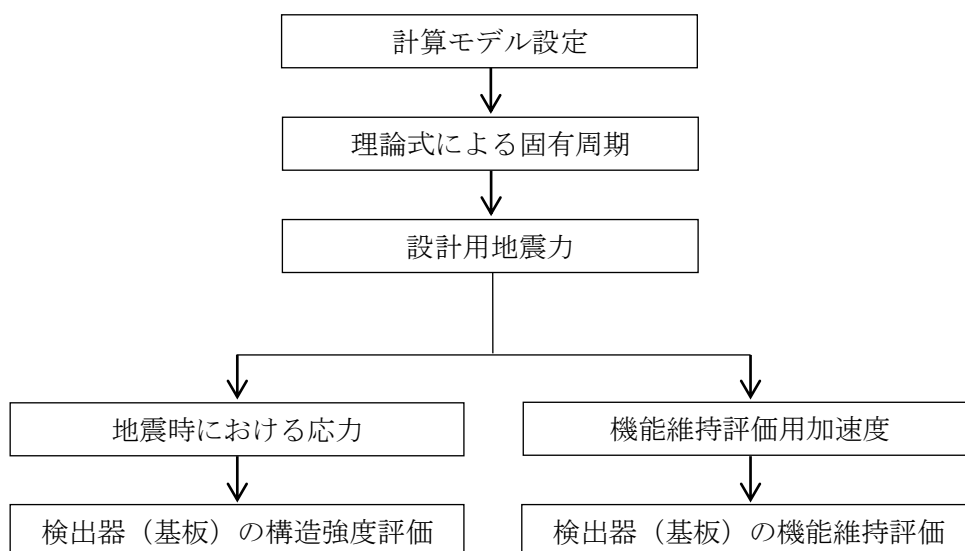 計算モデル設定
理論式による固有周期
設計用地震力
地震時における応力
機能維持評価用加速度
検出器（基板）の構造強度評価
検出器（基板）の機能維持評価